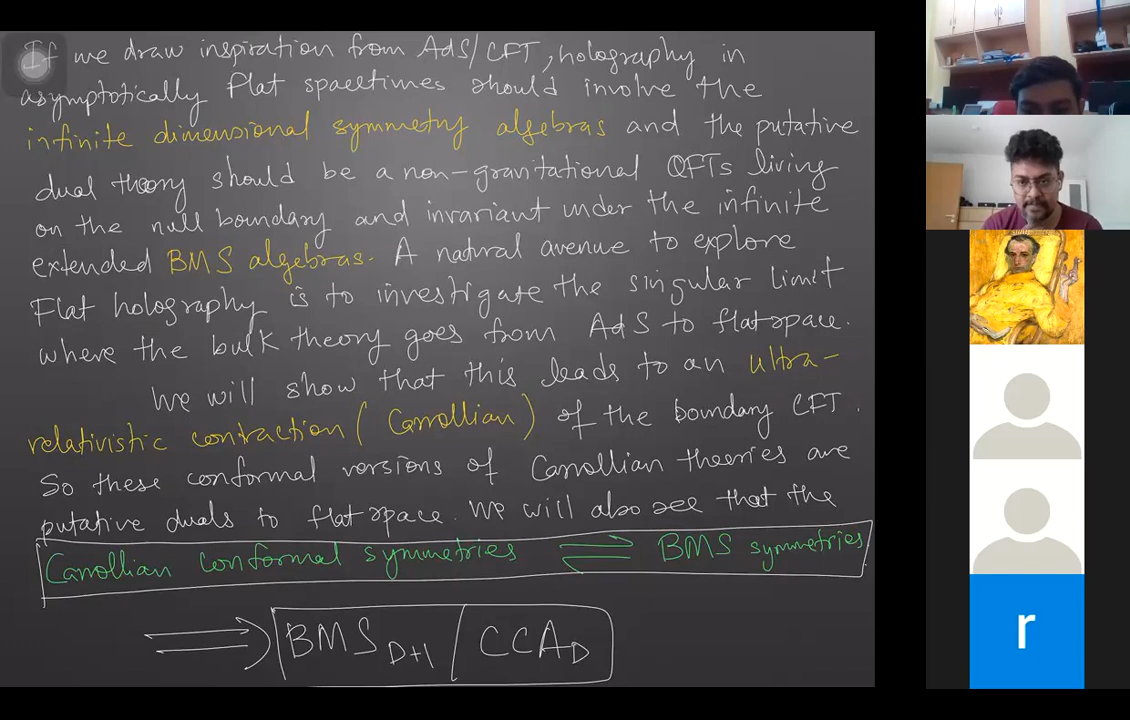 If we draw inspiration from AdS/CFT, holography in
asymptotically flat spacetimes should involve the
infinite dimensional symmetry algebras and the putative
dual theory should be a non-gravitational QFTs living
on the null boundary and invariant under the infinite
extended BMS algebras. A natural avenue to explore
Flat holography is to investigate the singular limit
where the bulk theory goes from AdS to flatspace.
We will show that this leads to an ultra-
relativistic contraction (Carrollian) of the boundary CFT.
So these conformal versions of Carrollian theories are
putative duals to flatspace. We will also see that the
Carrollian conformal symmetries ⇌ BMS symmetries
⟹ BMS_{D+1} / CCA_D
r